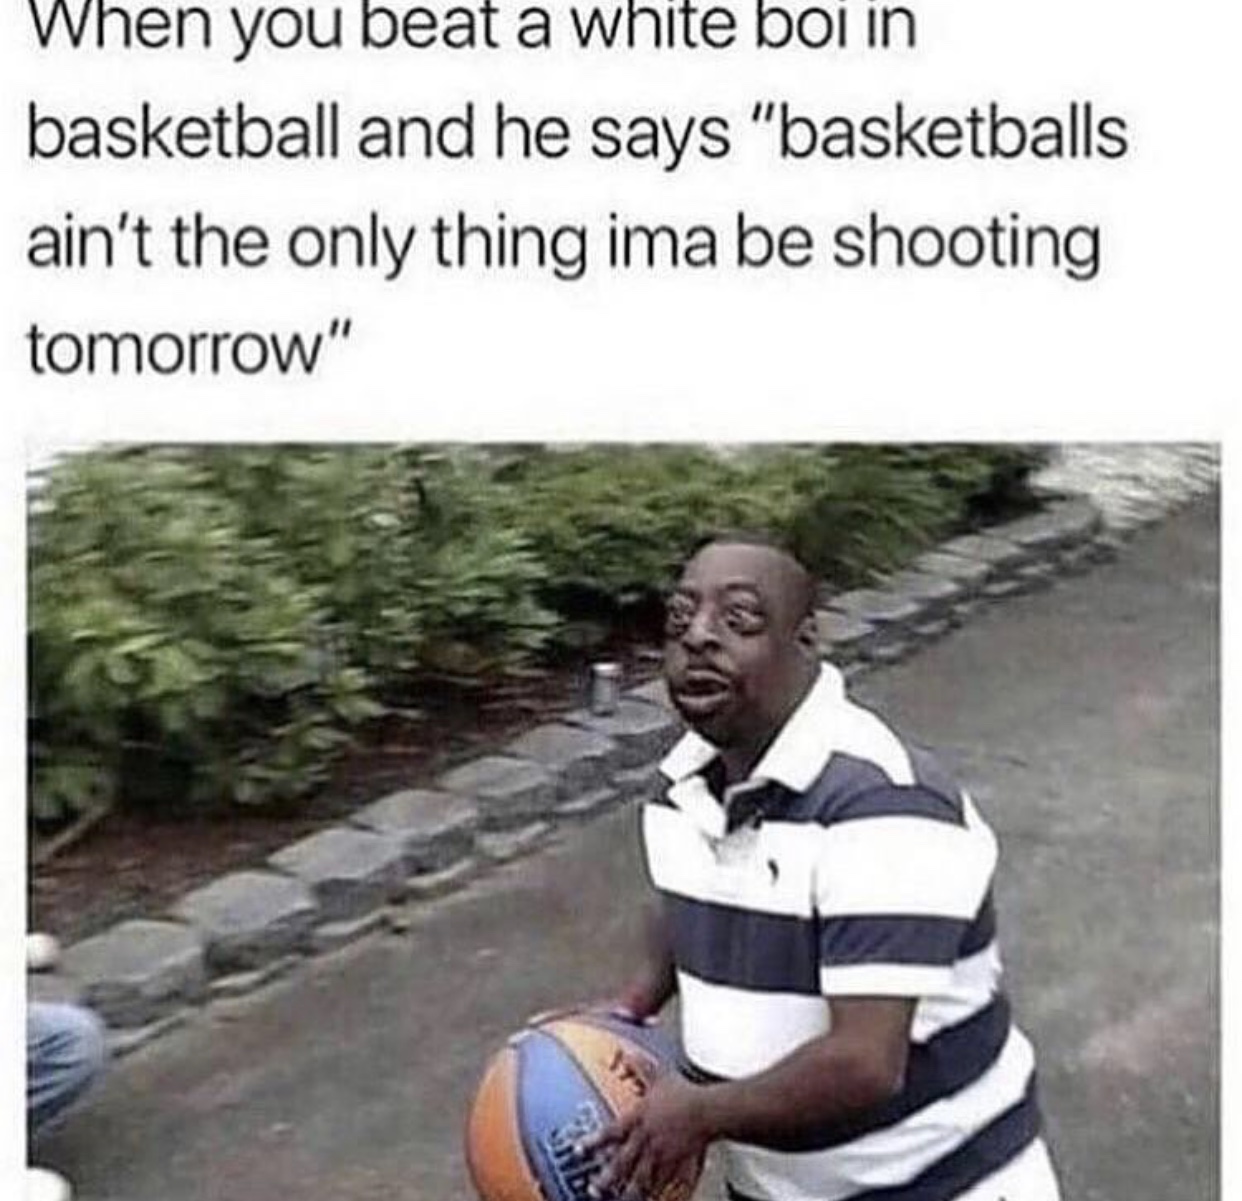 When you beat a white boi in
basketball and he says "basketballs
ain't the only thing ima be shooting
tomorrow"